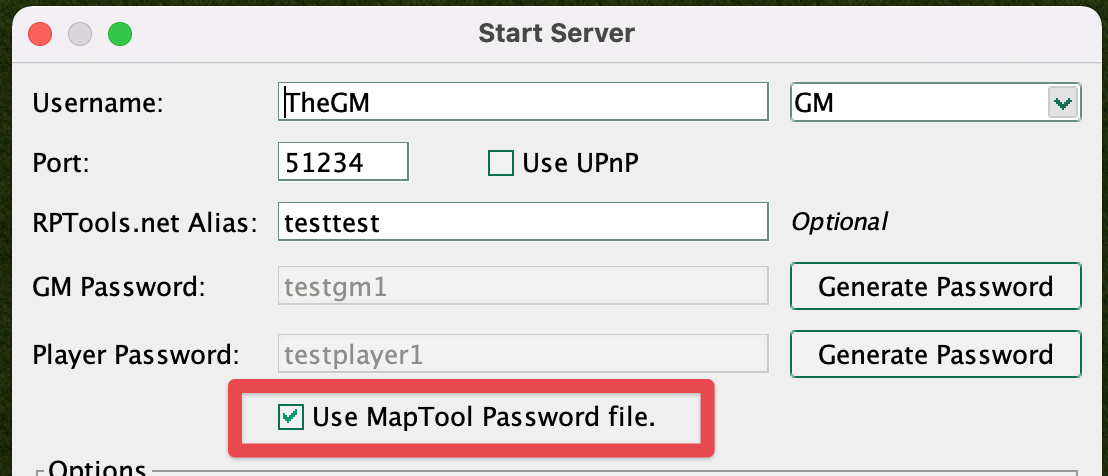 Start Server
Username: TheGM GM
Port: 51234 Use UPnP
RPTools.net Alias: testtest Optional
GM Password: testgm1 Generate Password
Player Password: testplayer1 Generate Password
Use MapTool Password file.
Options